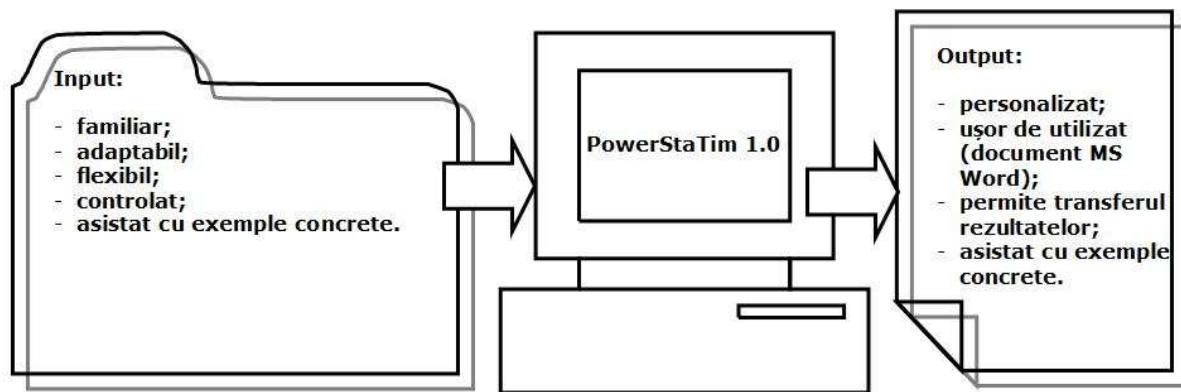 Input:
- familiar;
- adaptabil;
- flexibil;
- controlat;
- asistat cu exemple concrete.
PowerStaTim 1.0
Output:
- personalizat;
- ușor de utilizat
(document MS
Word);
- permite transferul
rezultatelor;
- asistat cu exemple
concrete.